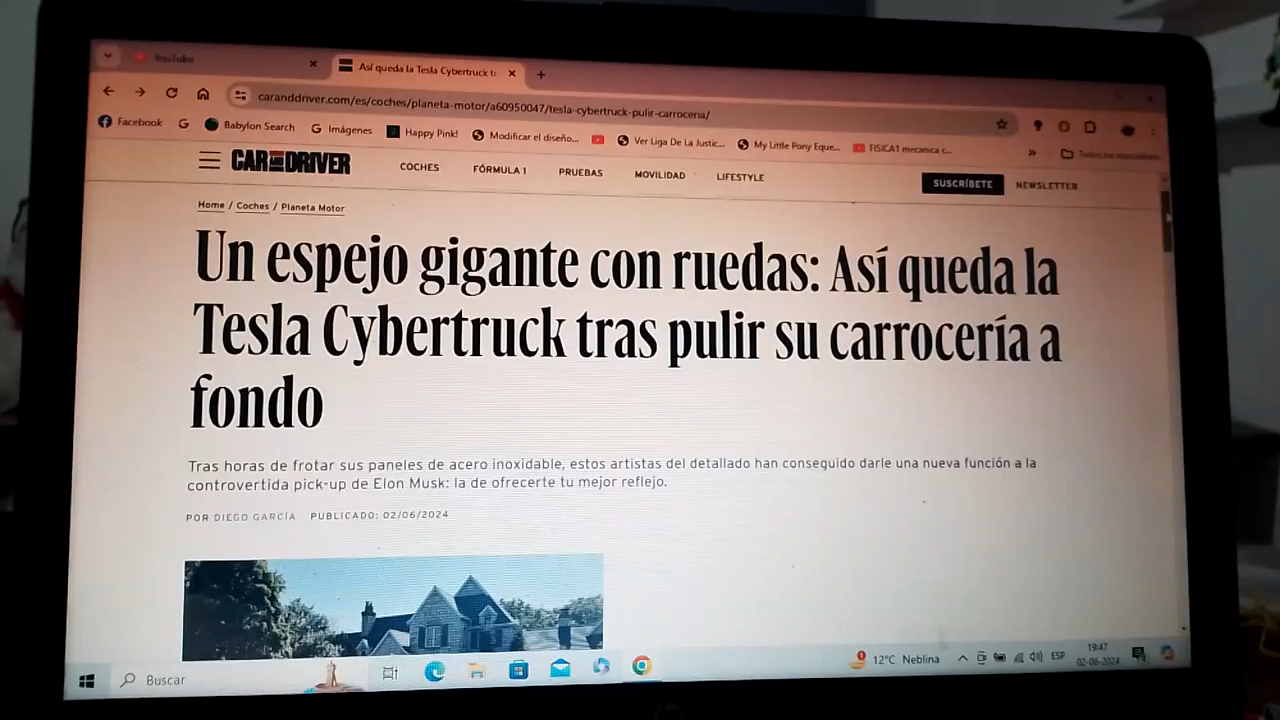 YouTube
Así queda la Tesla Cybertruck t
caranddriver.com/es/coches/planeta-motor/a60950047/tesla-cybertruck-pulir-carroceria/
Facebook
Babylon Search
Imágenes
Happy Pink!
Modificar el diseño...
Ver Liga De La Justic...
My Little Pony Eque...
FISICA1 mecanica c...
Todos los marcadores
CAR AND DRIVER
COCHES
FÓRMULA 1
PRUEBAS
MOVILIDAD
LIFESTYLE
SUSCRÍBETE
NEWSLETTER
Home / Coches / Planeta Motor
Un espejo gigante con ruedas: Así queda la
Tesla Cybertruck tras pulir su carrocería a
fondo
Tras horas de frotar sus paneles de acero inoxidable, estos artistas del detallado han conseguido darle una nueva función a la
controvertida pick-up de Elon Musk: la de ofrecerte tu mejor reflejo.
POR DIEGO GARCÍA PUBLICADO: 02/06/2024
Buscar
12°C Neblina
ESP
19:47
02-06-2024
hp